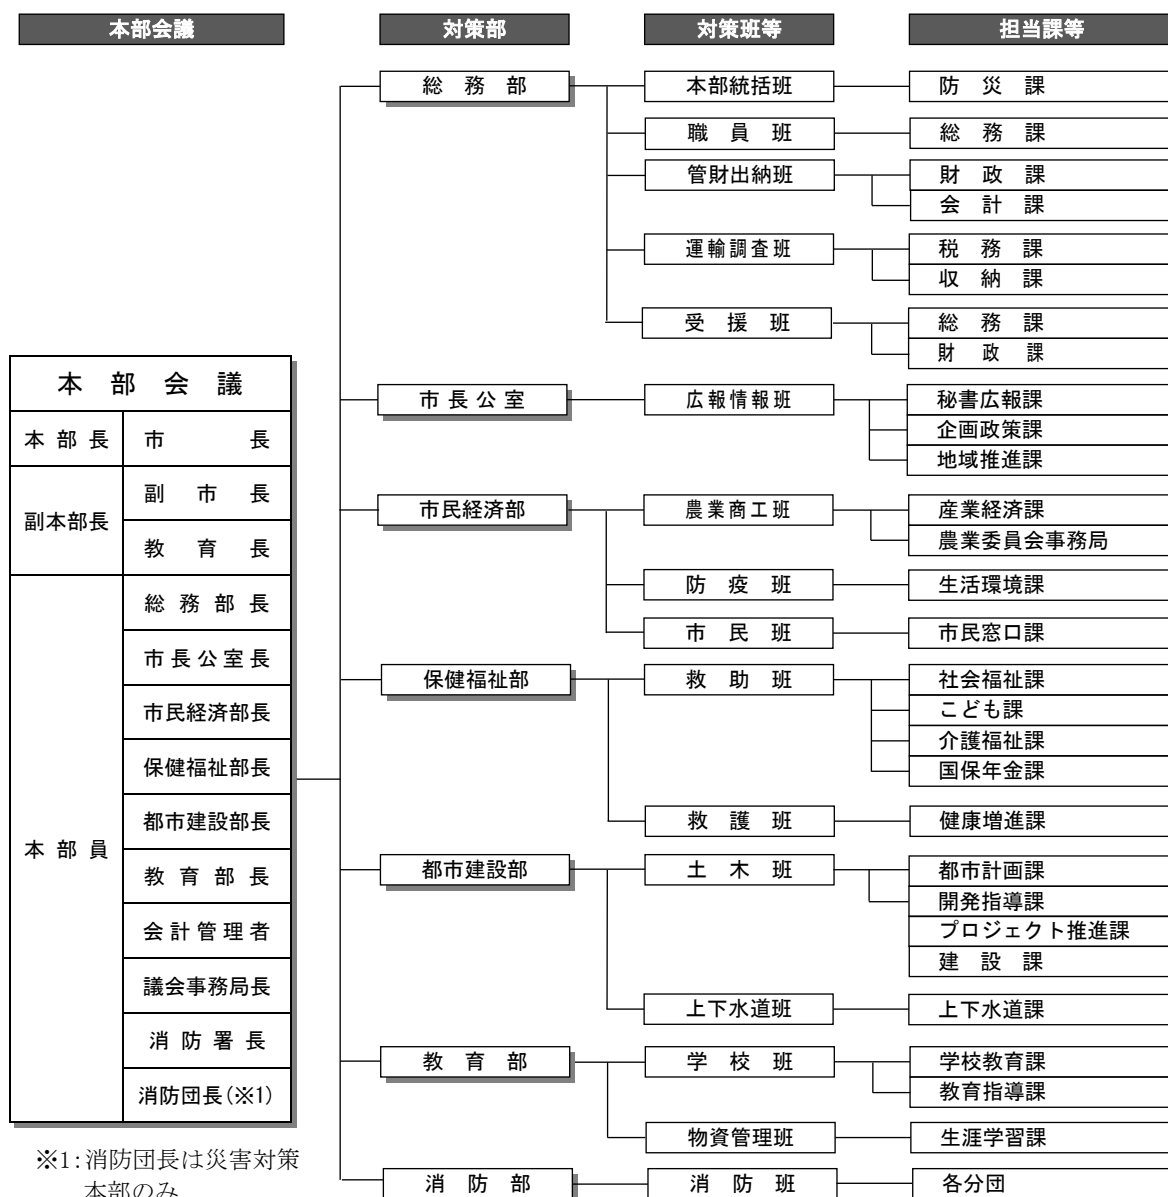 本部会議 対策部 対策班等 担当課等
総務部 本部統括班 防災課
職員班 総務課
管財出納班 財政課
会計課
運輸調査班 税務課
収納課
受援班 総務課
財政課
市長公室 広報情報班 秘書広報課
企画政策課
地域推進課
市民経済部 農業商工班 産業経済課
農業委員会事務局
防疫班 生活環境課
市民班 市民窓口課
保健福祉部 救助班 社会福祉課
こども課
介護福祉課
国保年金課
救護班 健康増進課
都市建設部 土木班 都市計画課
開発指導課
プロジェクト推進課
建設課
上下水道班 上下水道課
教育部 学校班 学校教育課
教育指導課
物資管理班 生涯学習課
消防部 消防班 各分団
本部会議
本部長 市長
副本部長 副市長
教育長
本部員 総務部長
市長公室長
市民経済部長
保健福祉部長
都市建設部長
教育部長
会計管理者
議会事務局長
消防署長
消防団長(※1)
※1:消防団長は災害対策
本部のみ